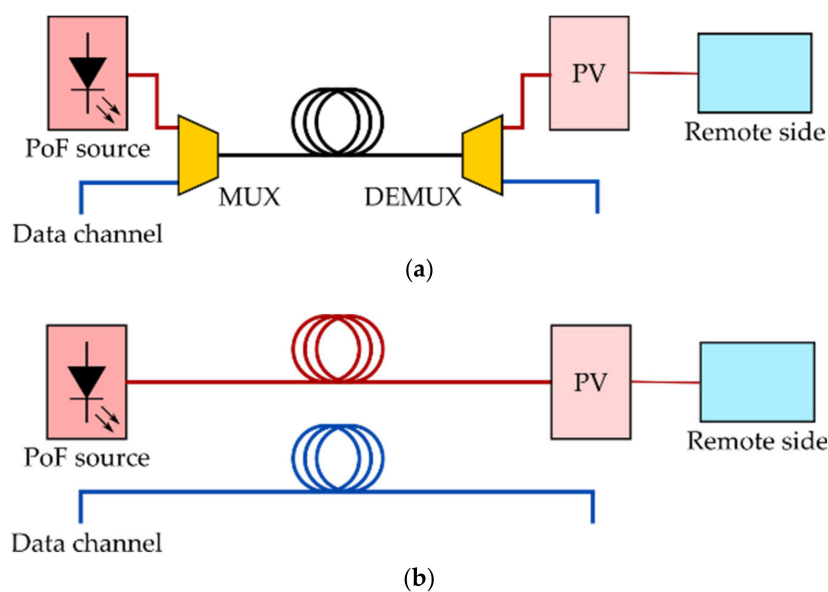 PV
PoF source
Remote side
MUX
DEMUX
Data channel
(a)
PV
PoF source
Remote side
Data channel
(b)